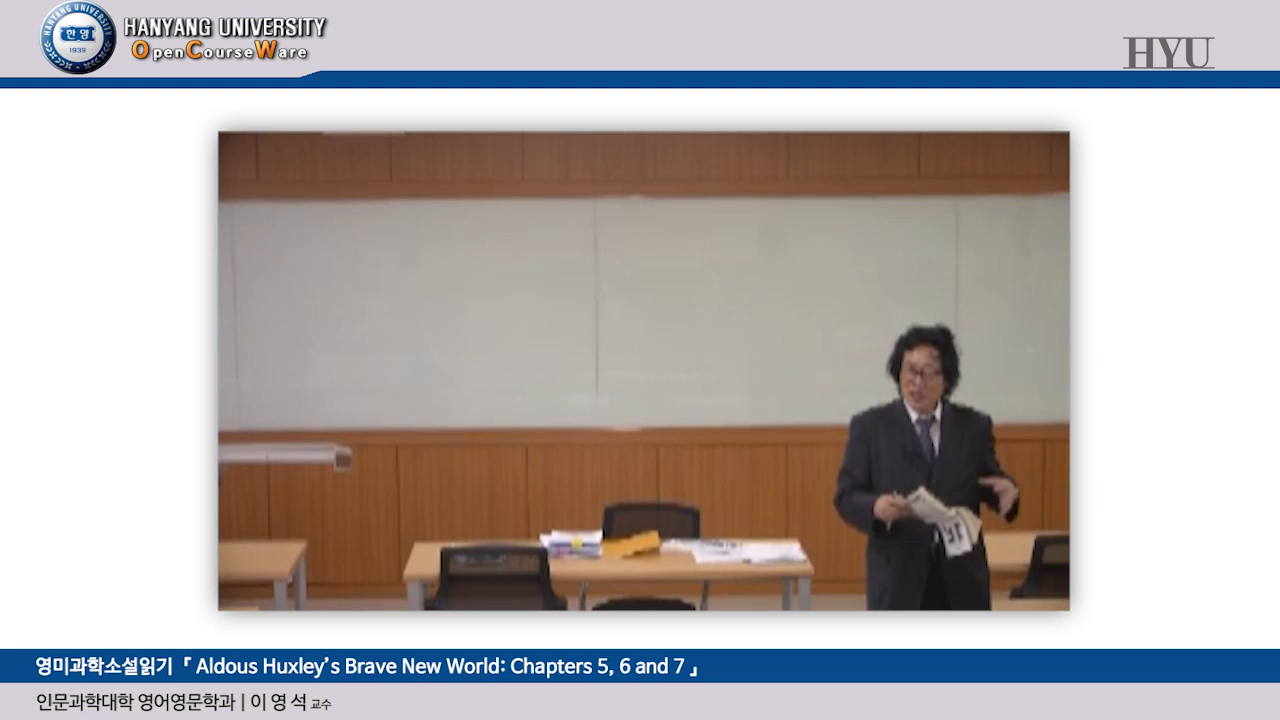 HANYANG UNIVERSITY
한양
1939
HANYANG UNIVERSITY
OpenCourseWare
HYU
영미과학소설읽기『 Aldous Huxley’s Brave New World: Chapters 5, 6 and 7 』
인문과학대학 영어영문학과 | 이 영 석 교수